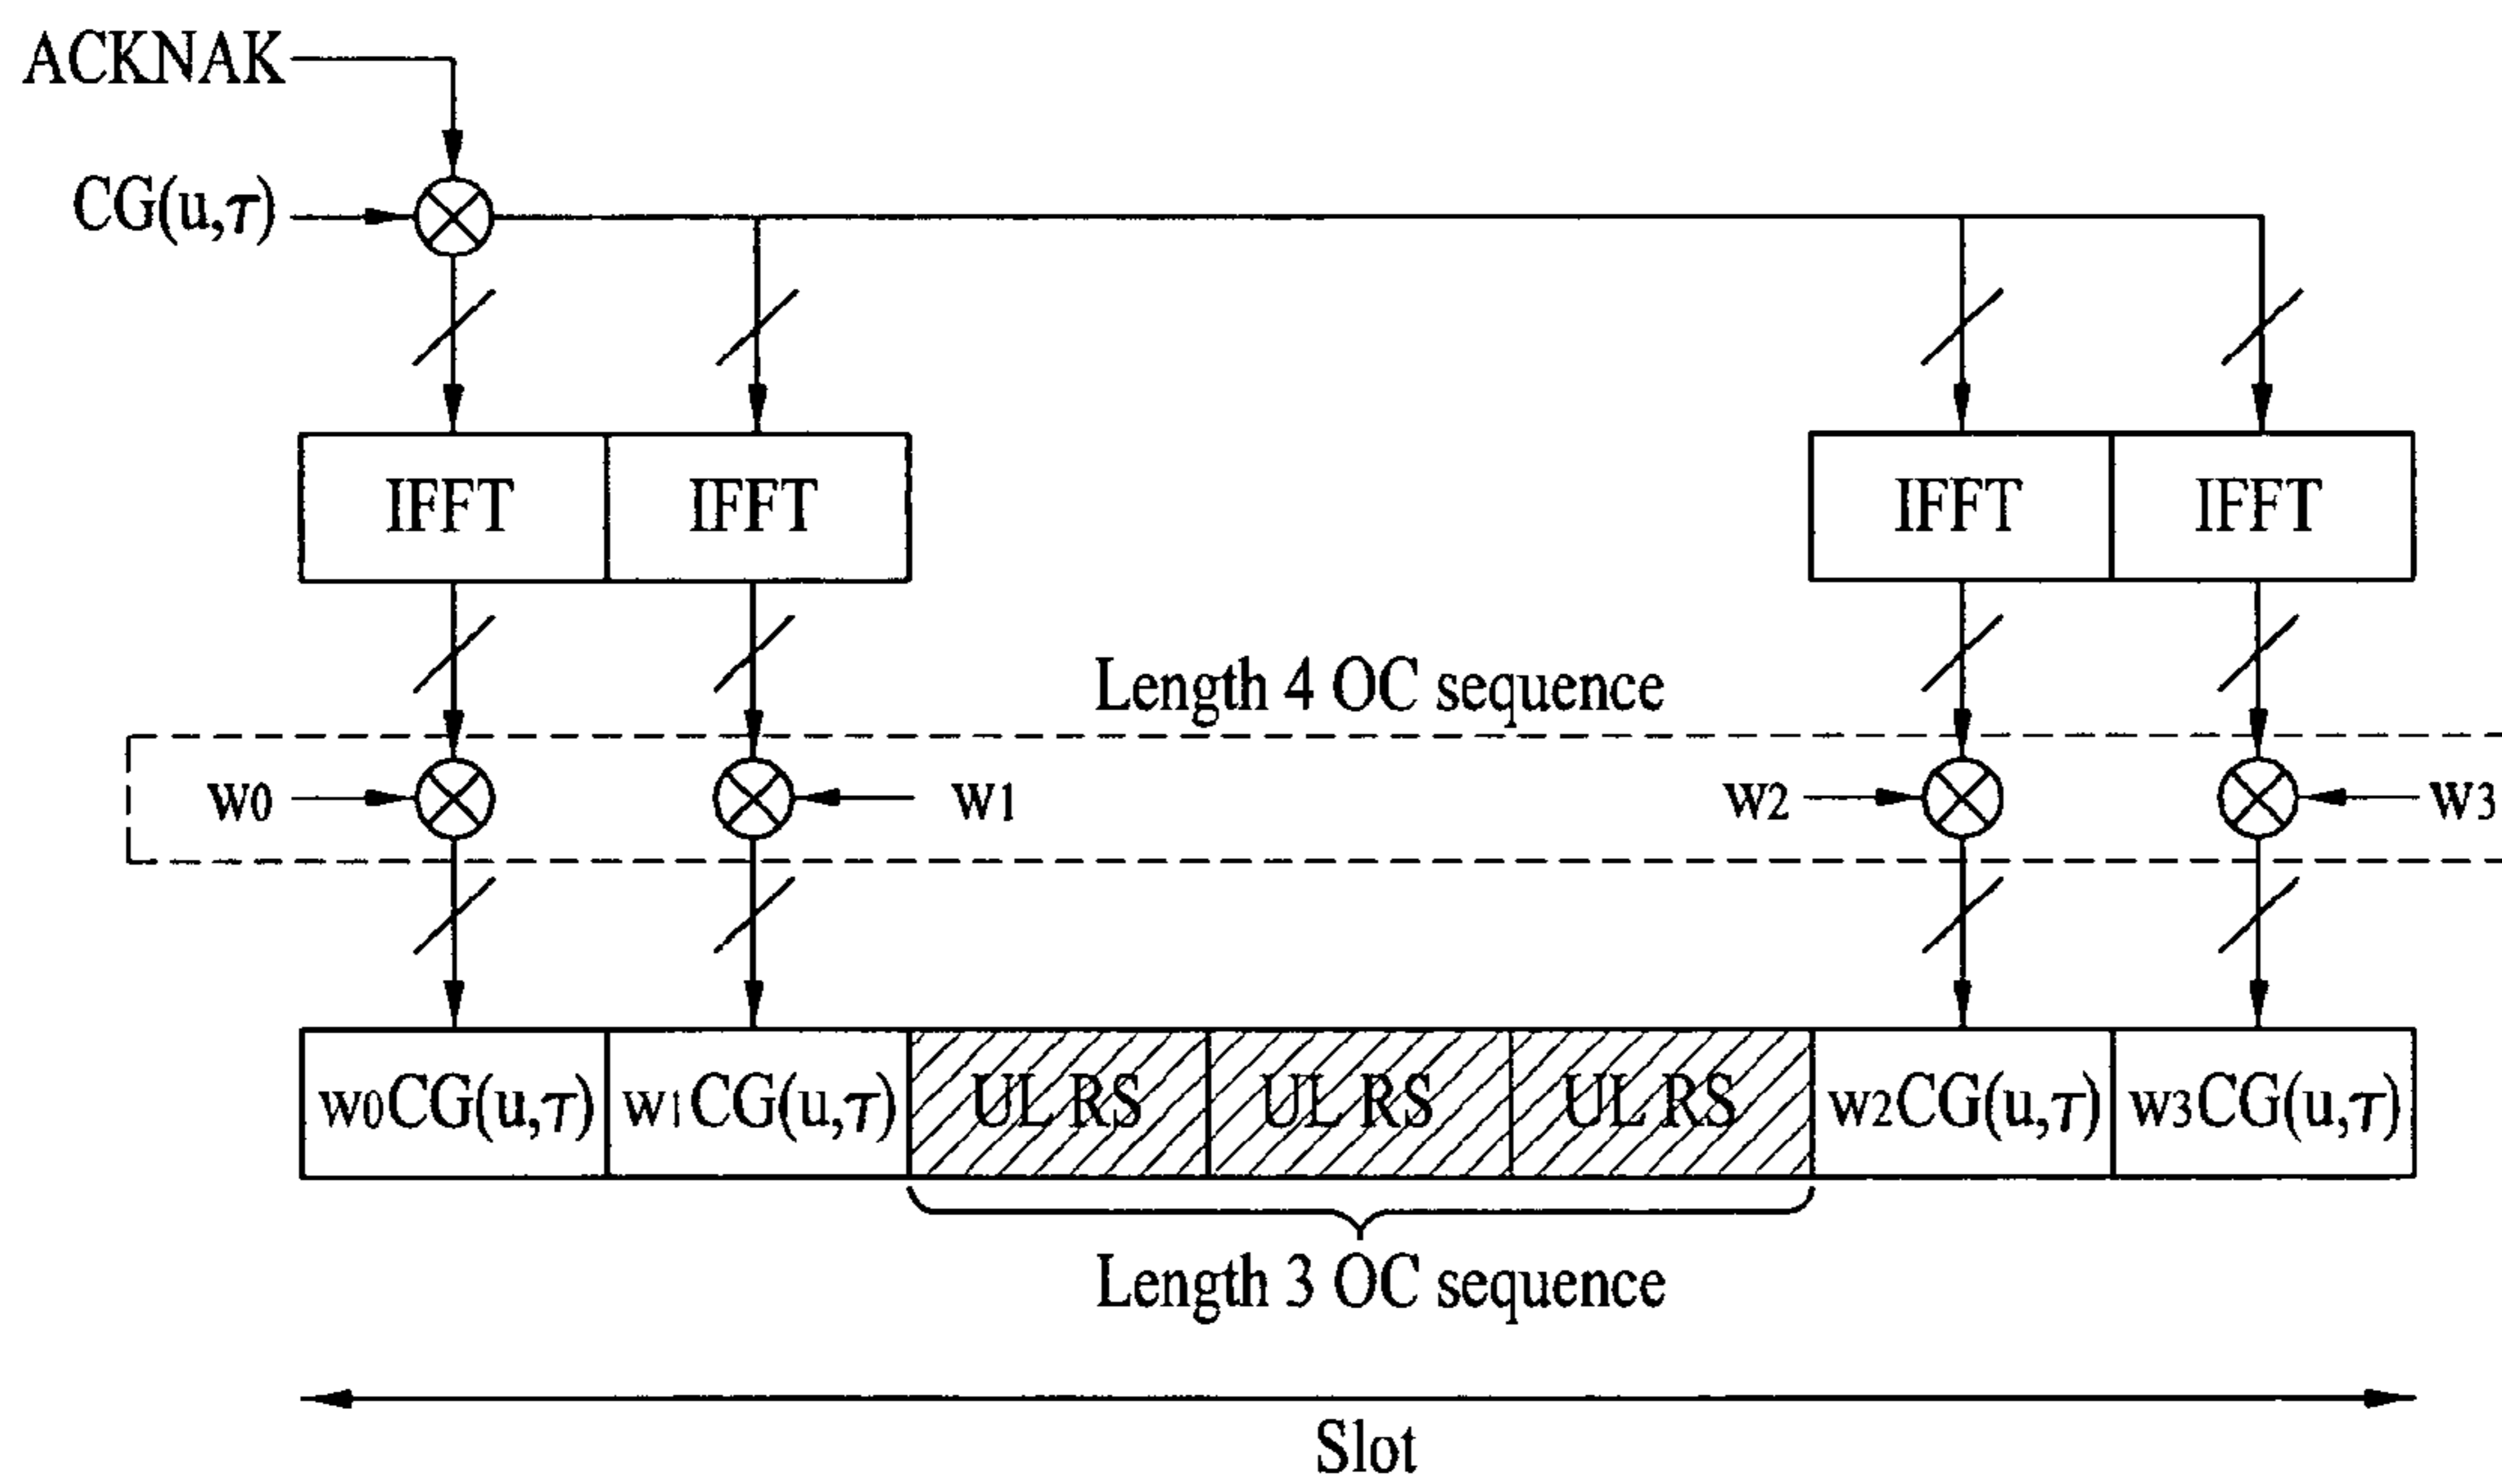 ACKNAK
CG(u,τ)
IFFT IFFT IFFT IFFT
Length 4 OC sequence
w0 w1 w2 w3
w0CG(u,τ) w1CG(u,τ) UL RS UL RS UL RS w2CG(u,τ) w3CG(u,τ)
Length 3 OC sequence
Slot